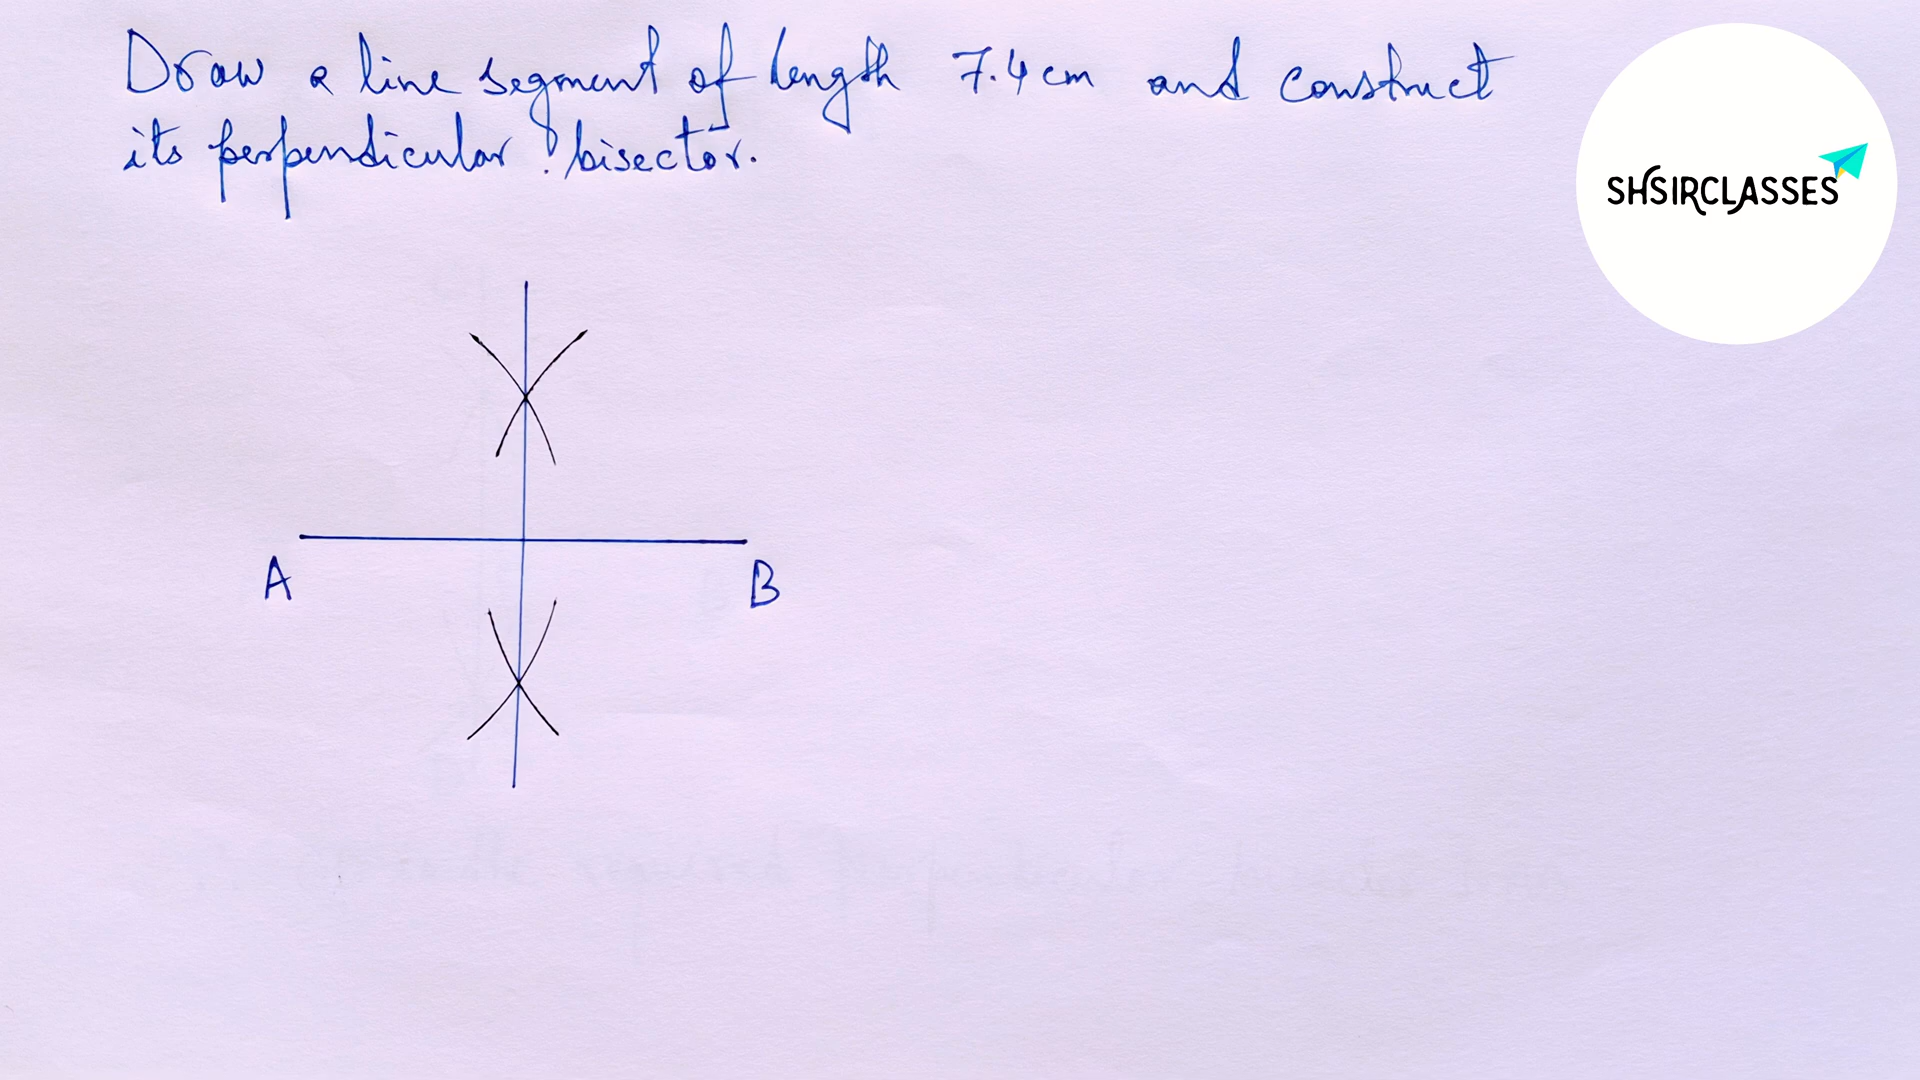 Draw a line segment of length 7.4 cm and construct
its perpendicular bisector.
SHSIRCLASSES
A
B